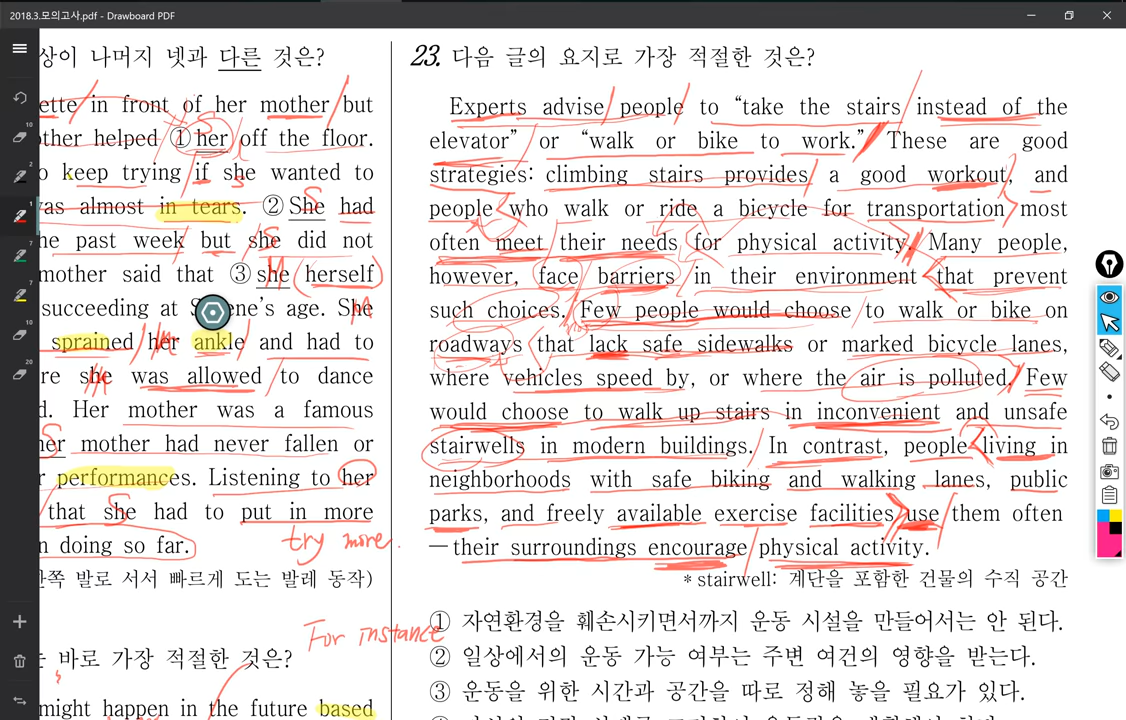 2018.3.모의고사.pdf - Drawboard PDF
상이 나머지 넷과 다른 것은?
ette in front of her mother but
other helped ① her off the floor.
o keep trying if she wanted to
was almost in tears. ② She had
he past week but she did not
mother said that ③ she (herself)
succeeding at S ene's age. She
sprained her ankle and had to
re she was allowed to dance
d. Her mother was a famous
her mother had never fallen or
performances. Listening to her
that she had to put in more
n doing so far.
try more.
한쪽 발로 서서 빠르게 도는 발레 동작)
For instance
는 바로 가장 적절한 것은?
might happen in the future based
23. 다음 글의 요지로 가장 적절한 것은?
Experts advise people to “take the stairs instead of the
elevator” or “walk or bike to work.” These are good
strategies: climbing stairs provides a good workout, and
people who walk or ride a bicycle for transportation most
often meet their needs for physical activity. Many people,
however, face barriers in their environment that prevent
such choices. Few people would choose to walk or bike on
roadways that lack safe sidewalks or marked bicycle lanes,
where vehicles speed by, or where the air is polluted. Few
would choose to walk up stairs in inconvenient and unsafe
stairwells in modern buildings. In contrast, people living in
neighborhoods with safe biking and walking lanes, public
parks, and freely available exercise facilities use them often
—their surroundings encourage physical activity.
* stairwell: 계단을 포함한 건물의 수직 공간
① 자연환경을 훼손시키면서까지 운동 시설을 만들어서는 안 된다.
② 일상에서의 운동 가능 여부는 주변 여건의 영향을 받는다.
③ 운동을 위한 시간과 공간을 따로 정해 놓을 필요가 있다.